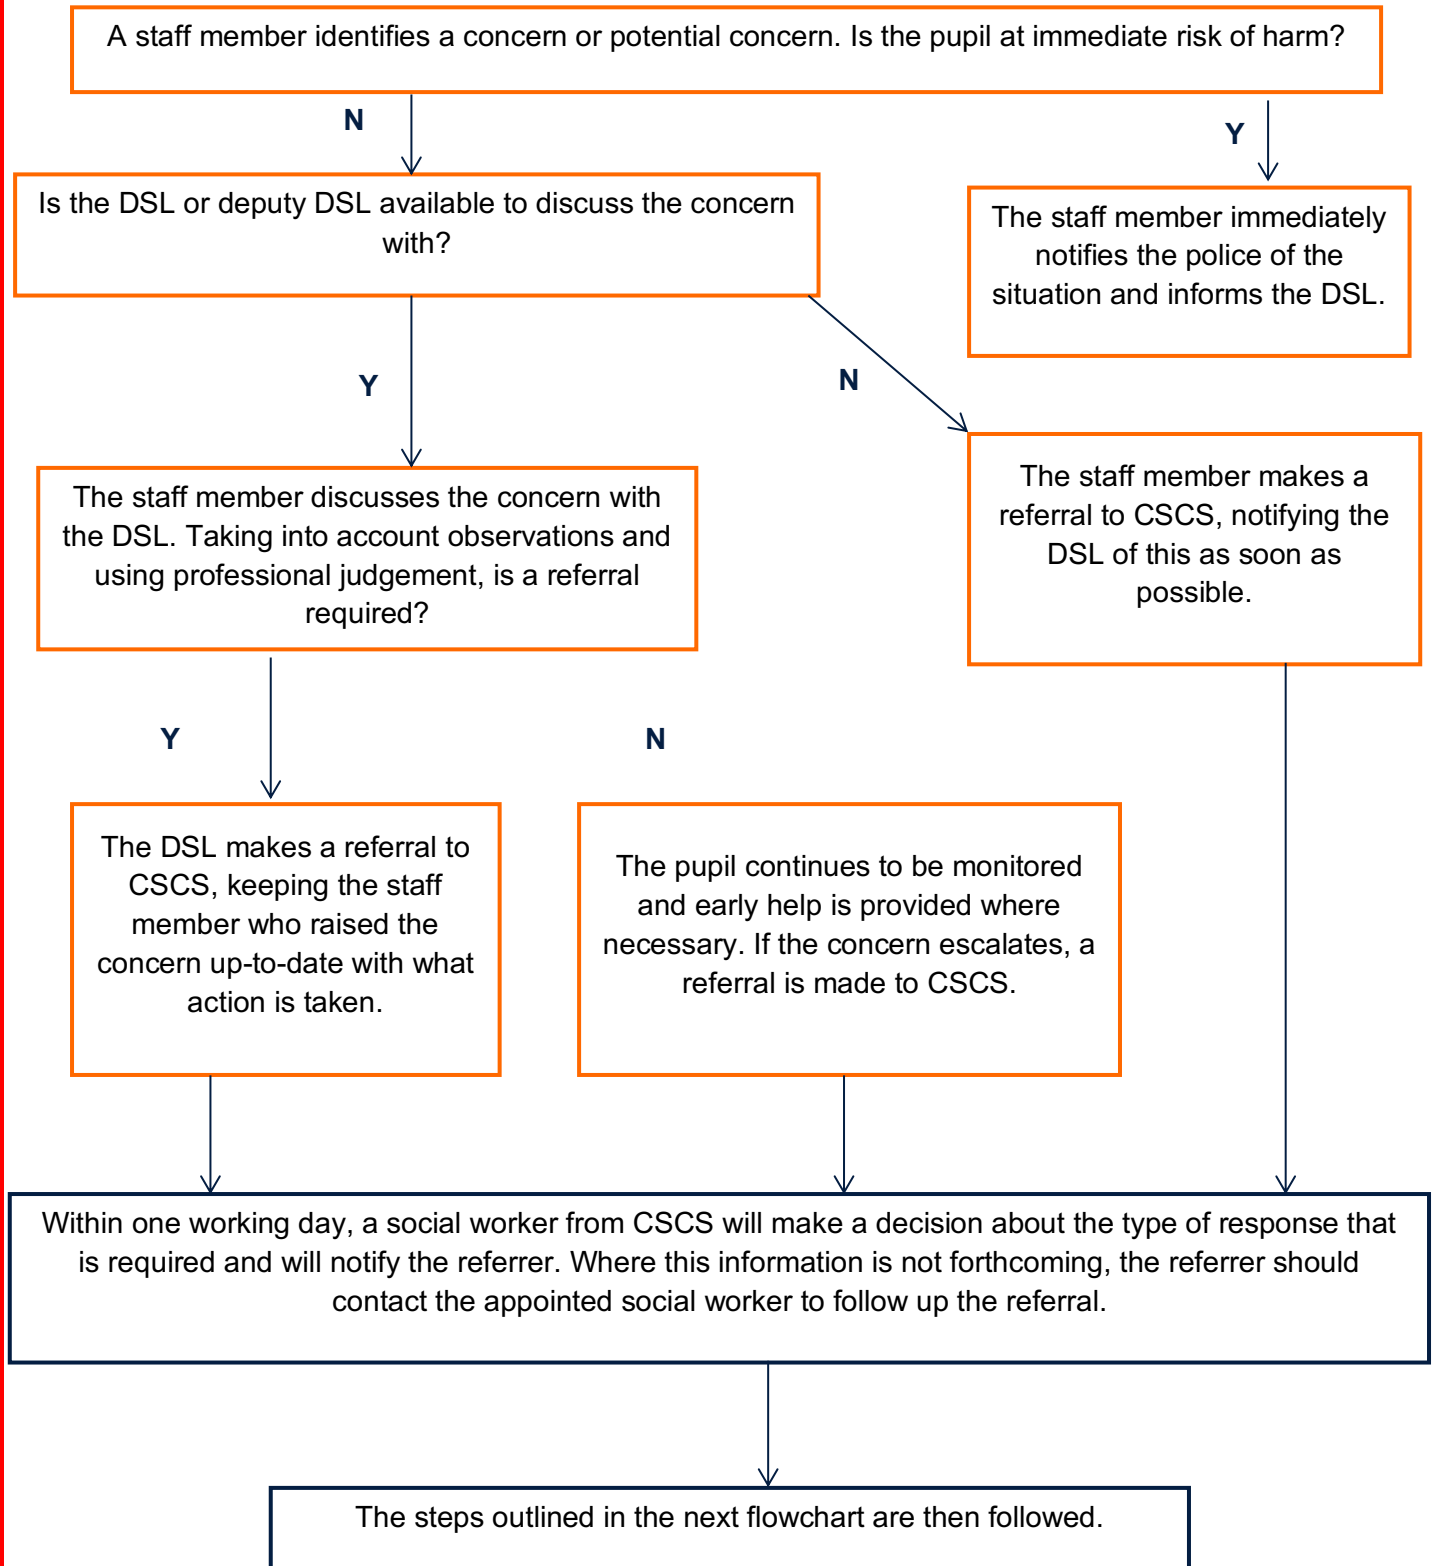 A staff member identifies a concern or potential concern. Is the pupil at immediate risk of harm?
N
Y
Is the DSL or deputy DSL available to discuss the concern
with?
The staff member immediately
notifies the police of the
situation and informs the DSL.
Y
N
The staff member discusses the concern with
the DSL. Taking into account observations and
using professional judgement, is a referral
required?
The staff member makes a
referral to CSCS, notifying the
DSL of this as soon as
possible.
Y
N
The DSL makes a referral to
CSCS, keeping the staff
member who raised the
concern up-to-date with what
action is taken.
The pupil continues to be monitored
and early help is provided where
necessary. If the concern escalates, a
referral is made to CSCS.
Within one working day, a social worker from CSCS will make a decision about the type of response that
is required and will notify the referrer. Where this information is not forthcoming, the referrer should
contact the appointed social worker to follow up the referral.
The steps outlined in the next flowchart are then followed.